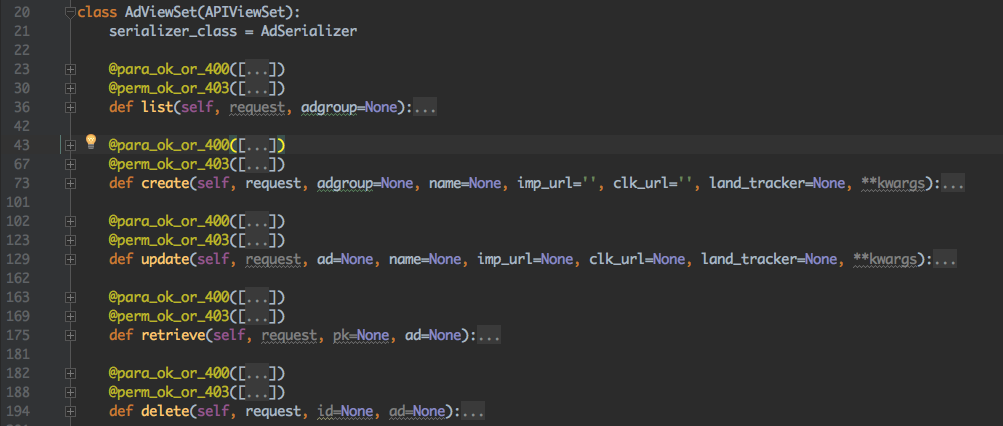 20 class AdViewSet(APIViewSet):
21 serializer_class = AdSerializer
22
23 @para_ok_or_400([...])
30 @perm_ok_or_403([...])
36 def list(self, request, adgroup=None):...
42
43 @para_ok_or_400([...])
67 @perm_ok_or_403([...])
73 def create(self, request, adgroup=None, name=None, imp_url='', clk_url='', land_tracker=None, **kwargs):...
101
102 @para_ok_or_400([...])
123 @perm_ok_or_403([...])
129 def update(self, request, ad=None, name=None, imp_url=None, clk_url=None, land_tracker=None, **kwargs):...
162
163 @para_ok_or_400([...])
169 @perm_ok_or_403([...])
175 def retrieve(self, request, pk=None, ad=None):...
181
182 @para_ok_or_400([...])
188 @perm_ok_or_403([...])
194 def delete(self, request, id=None, ad=None):...